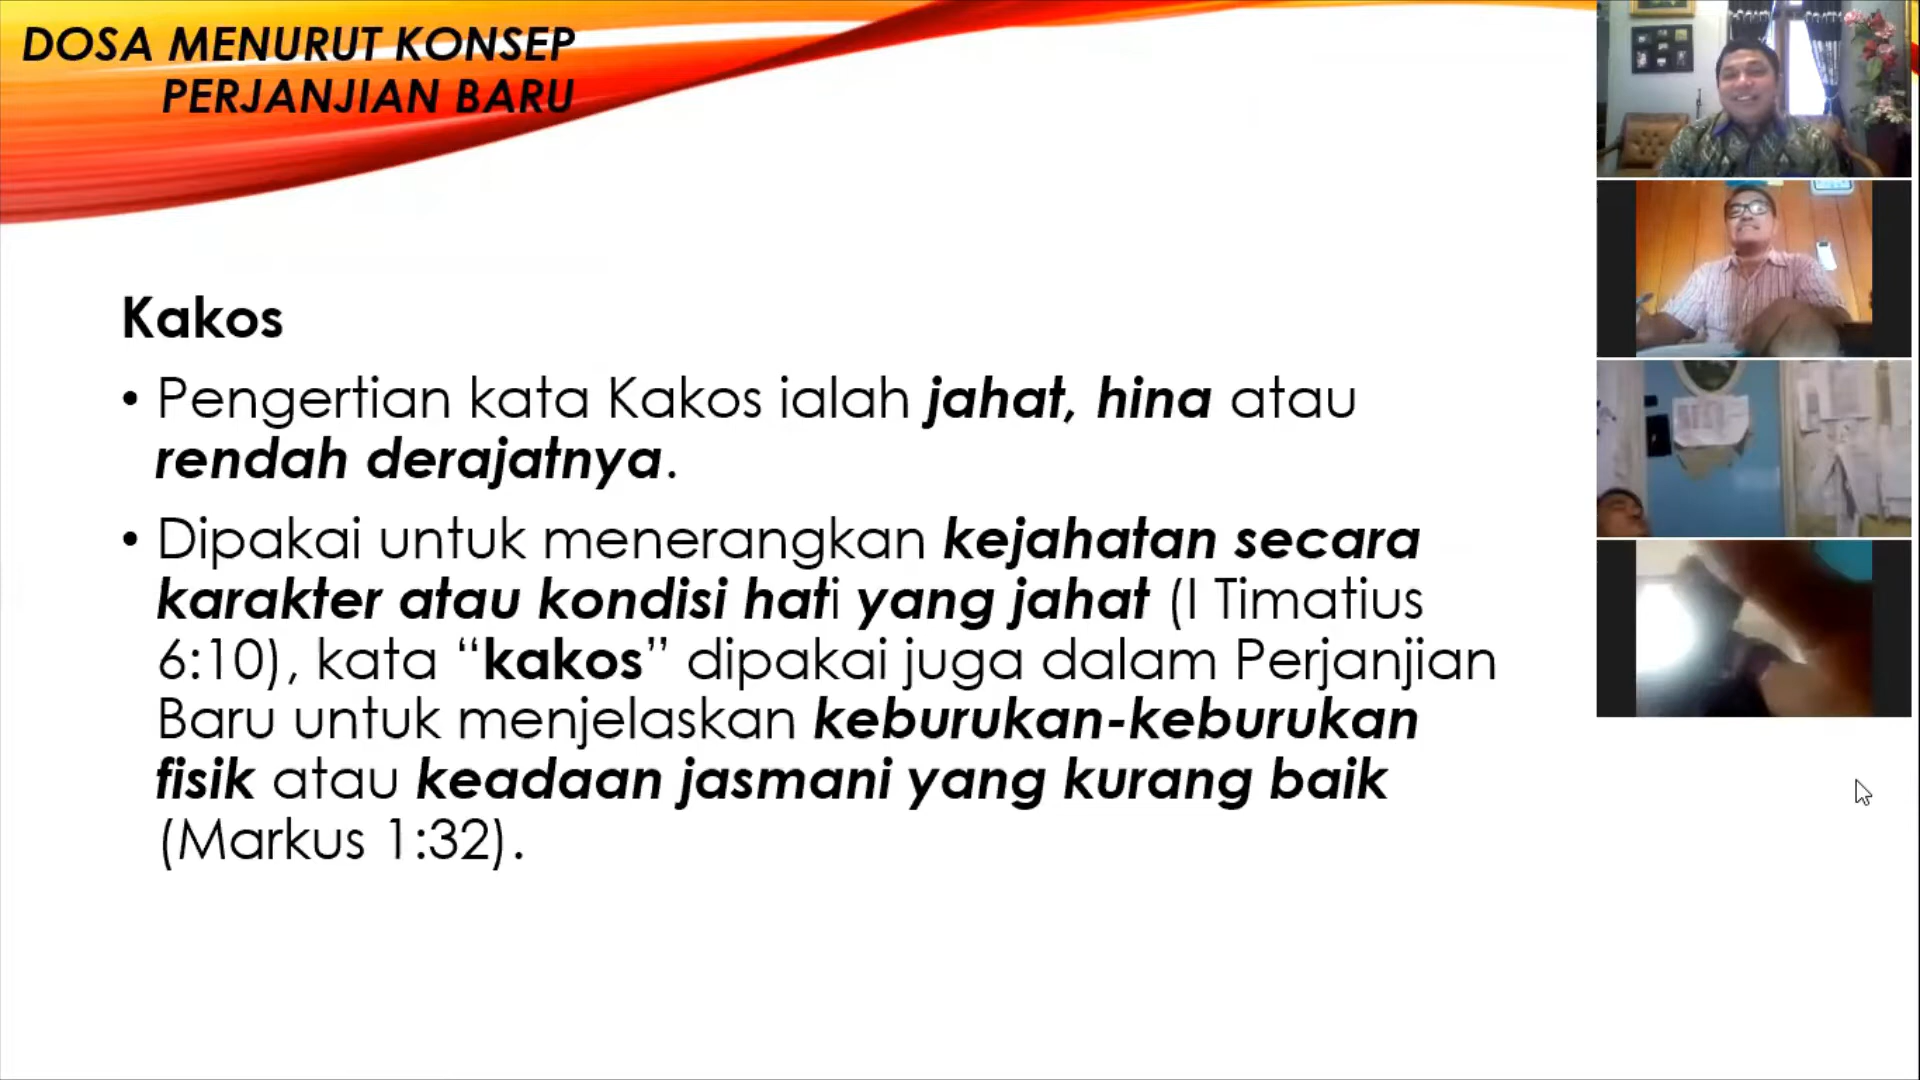 DOSA MENURUT KONSEP
PERJANJIAN BARU
Kakos
• Pengertian kata Kakos ialah jahat, hina atau
rendah derajatnya.
• Dipakai untuk menerangkan kejahatan secara
karakter atau kondisi hati yang jahat (I Timatius
6:10), kata “kakos” dipakai juga dalam Perjanjian
Baru untuk menjelaskan keburukan-keburukan
fisik atau keadaan jasmani yang kurang baik
(Markus 1:32).